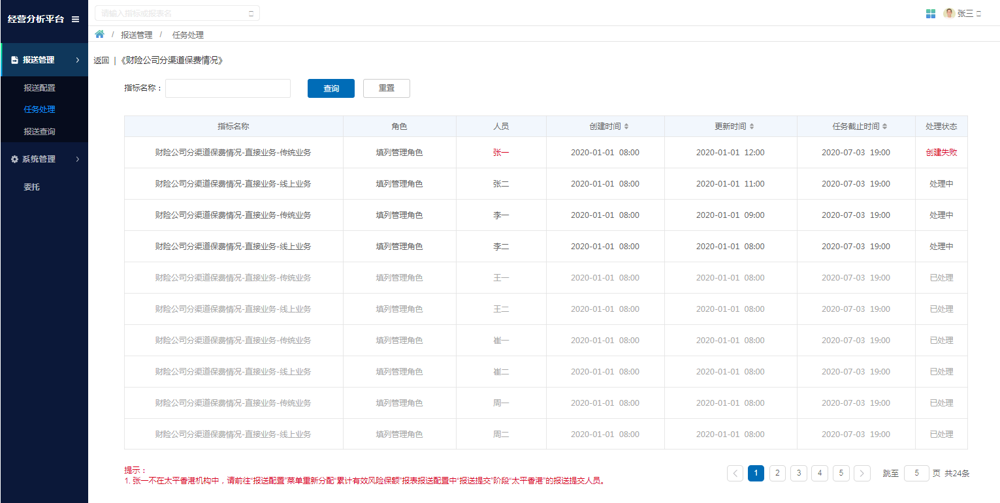 经营分析平台
请输入指标或报表名
张三
/ 报送管理 / 任务处理
报送管理
报送配置
任务处理
报送查询
系统管理
委托
返回 | 《财险公司分渠道保费情况》
指标名称： 查询 重置
指标名称 角色 人员 创建时间 更新时间 任务截止时间 处理状态
财险公司分渠道保费情况-直接业务-传统业务 填列管理角色 张一 2020-01-01 08:00 2020-01-01 12:00 2020-07-03 19:00 创建失败
财险公司分渠道保费情况-直接业务-线上业务 填列管理角色 张二 2020-01-01 08:00 2020-01-01 11:00 2020-07-03 19:00 处理中
财险公司分渠道保费情况-直接业务-传统业务 填列管理角色 李一 2020-01-01 08:00 2020-01-01 09:00 2020-07-03 19:00 处理中
财险公司分渠道保费情况-直接业务-线上业务 填列管理角色 李二 2020-01-01 08:00 2020-01-01 08:00 2020-07-03 19:00 处理中
财险公司分渠道保费情况-直接业务-传统业务 填列管理角色 王一 2020-01-01 08:00 2020-01-01 08:00 2020-07-03 19:00 已处理
财险公司分渠道保费情况-直接业务-线上业务 填列管理角色 王二 2020-01-01 08:00 2020-01-01 08:00 2020-07-03 19:00 已处理
财险公司分渠道保费情况-直接业务-传统业务 填列管理角色 崔一 2020-01-01 08:00 2020-01-01 08:00 2020-07-03 19:00 已处理
财险公司分渠道保费情况-直接业务-线上业务 填列管理角色 崔二 2020-01-01 08:00 2020-01-01 08:00 2020-07-03 19:00 已处理
财险公司分渠道保费情况-直接业务-传统业务 填列管理角色 周一 2020-01-01 08:00 2020-01-01 08:00 2020-07-03 19:00 已处理
财险公司分渠道保费情况-直接业务-线上业务 填列管理角色 周二 2020-01-01 08:00 2020-01-01 08:00 2020-07-03 19:00 已处理
提示：
1. 张一不在太平香港机构中，请前往“报送配置”菜单重新分配“累计有效风险保额”报表报送配置中“报送提交”阶段“太平香港”的报送提交人员。
1 2 3 4 5 跳至 5 页 共24条